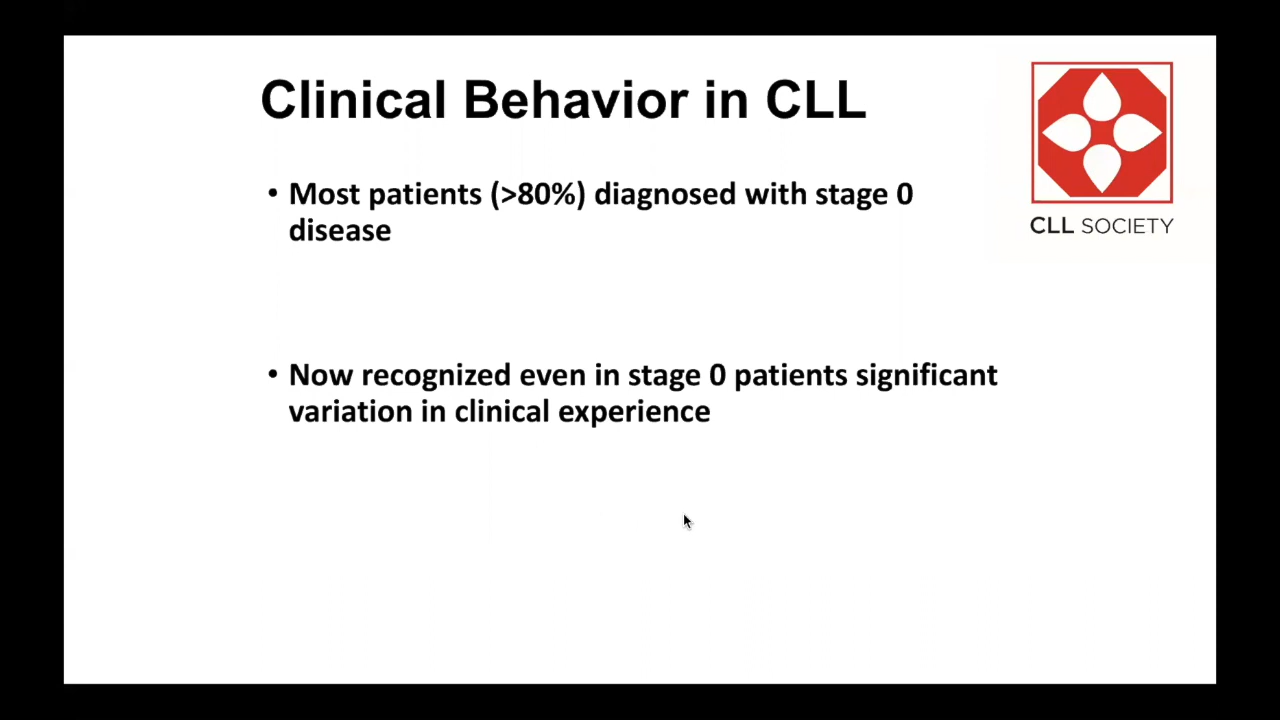 Clinical Behavior in CLL
• Most patients (>80%) diagnosed with stage 0
disease
• Now recognized even in stage 0 patients significant
variation in clinical experience
CLL SOCIETY